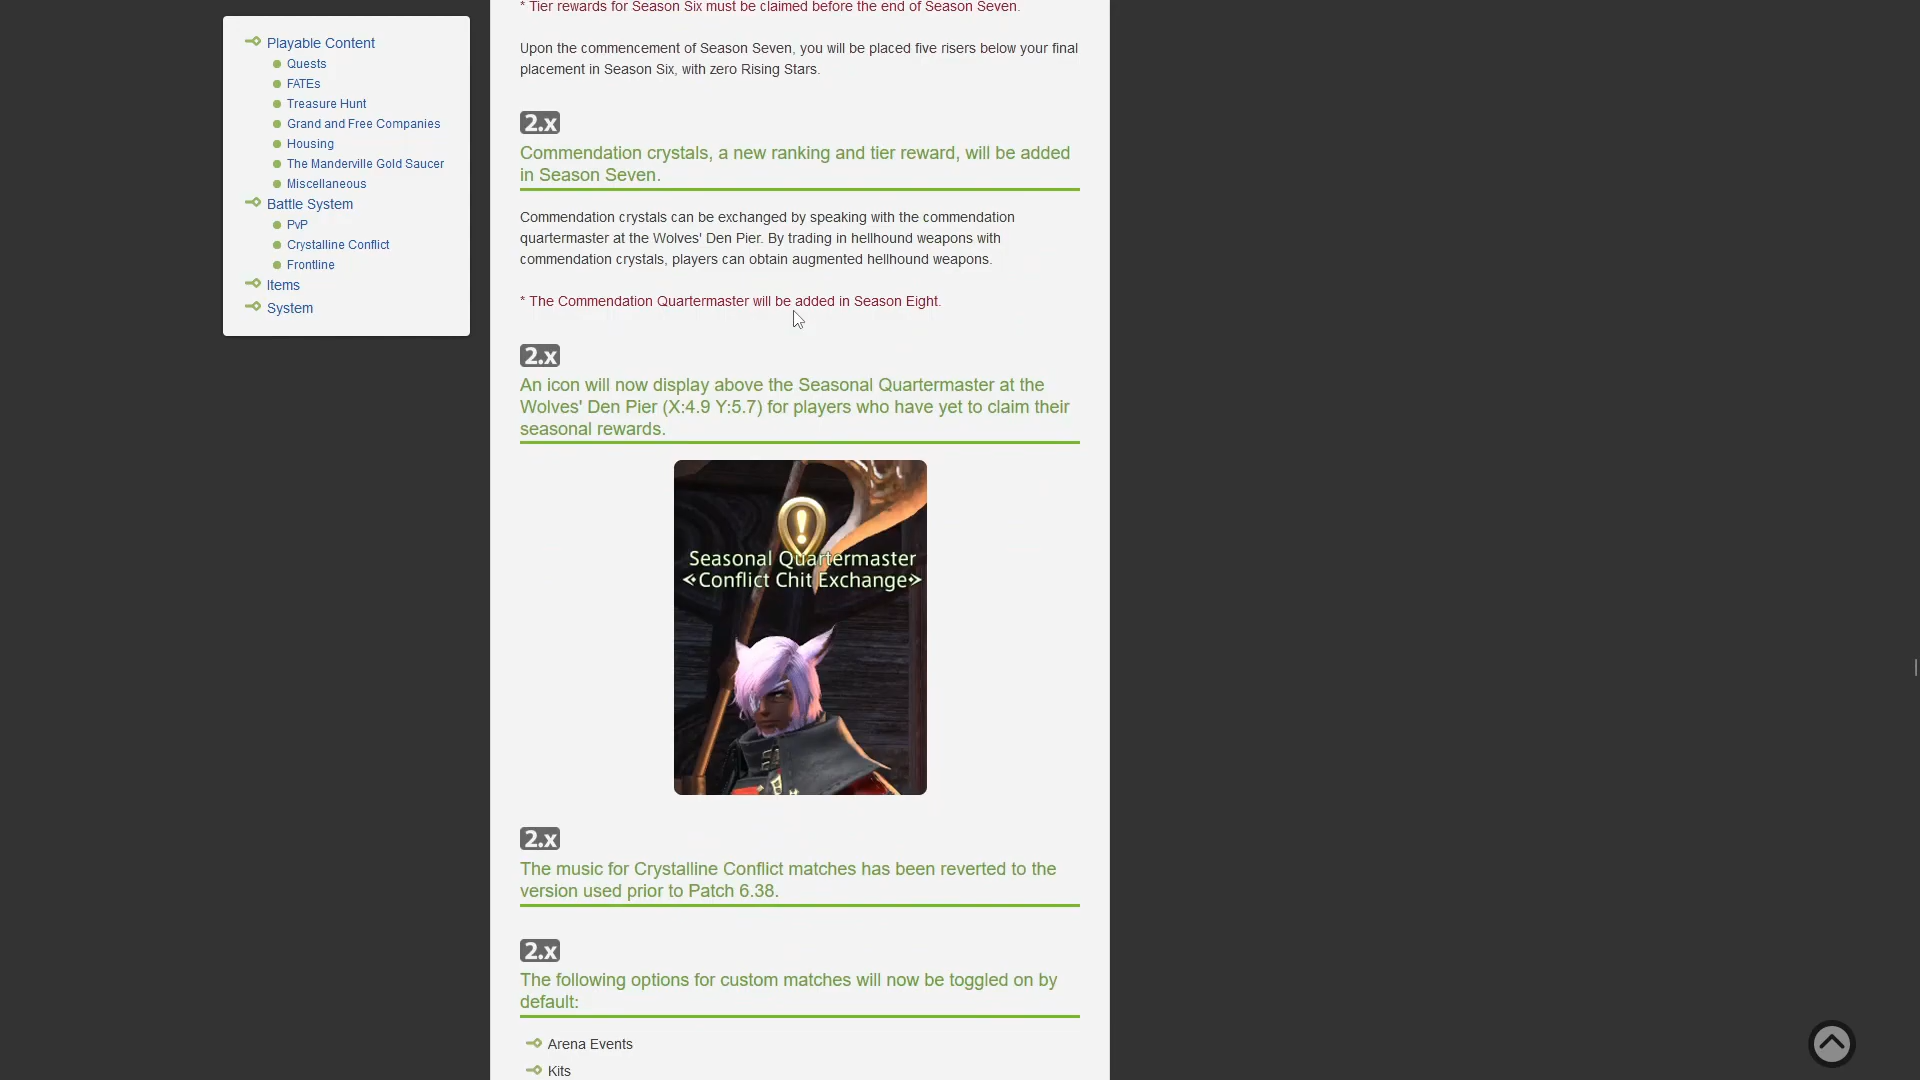 * Tier rewards for Season Six must be claimed before the end of Season Seven.
Playable Content
Quests
FATEs
Treasure Hunt
Grand and Free Companies
Housing
The Manderville Gold Saucer
Miscellaneous
Battle System
PvP
Crystalline Conflict
Frontline
Items
System
Upon the commencement of Season Seven, you will be placed five risers below your final
placement in Season Six, with zero Rising Stars.
2.x
Commendation crystals, a new ranking and tier reward, will be added
in Season Seven.
Commendation crystals can be exchanged by speaking with the commendation
quartermaster at the Wolves' Den Pier. By trading in hellhound weapons with
commendation crystals, players can obtain augmented hellhound weapons.
* The Commendation Quartermaster will be added in Season Eight.
2.x
An icon will now display above the Seasonal Quartermaster at the
Wolves' Den Pier (X:4.9 Y:5.7) for players who have yet to claim their
seasonal rewards.
Seasonal Quartermaster
<Conflict Chit Exchange>
2.x
The music for Crystalline Conflict matches has been reverted to the
version used prior to Patch 6.38.
2.x
The following options for custom matches will now be toggled on by
default:
Arena Events
Kits